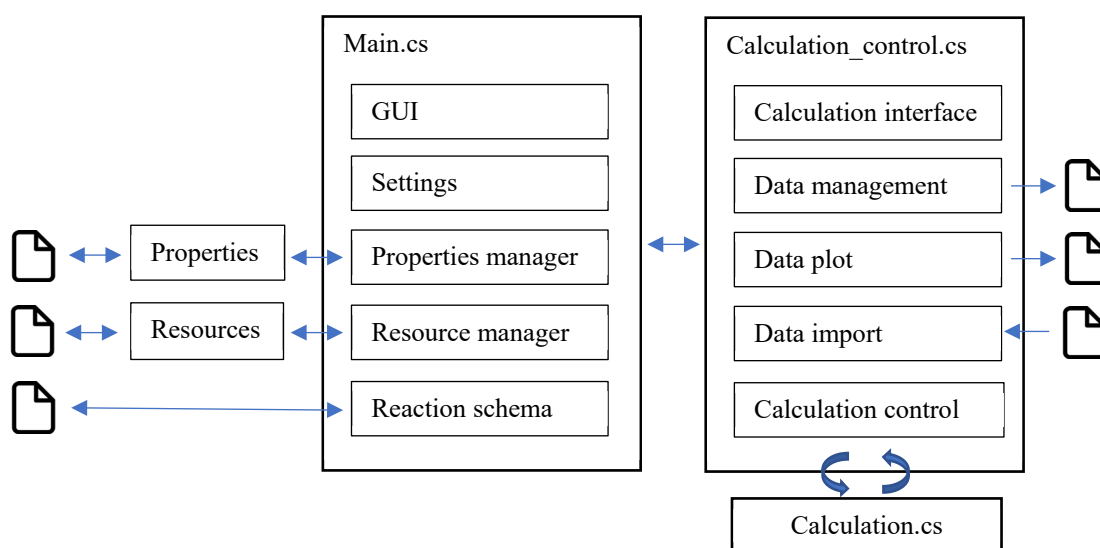 Main.cs
GUI
Settings
Properties manager
Resource manager
Reaction schema
Properties
Resources
Calculation_control.cs
Calculation interface
Data management
Data plot
Data import
Calculation control
Calculation.cs